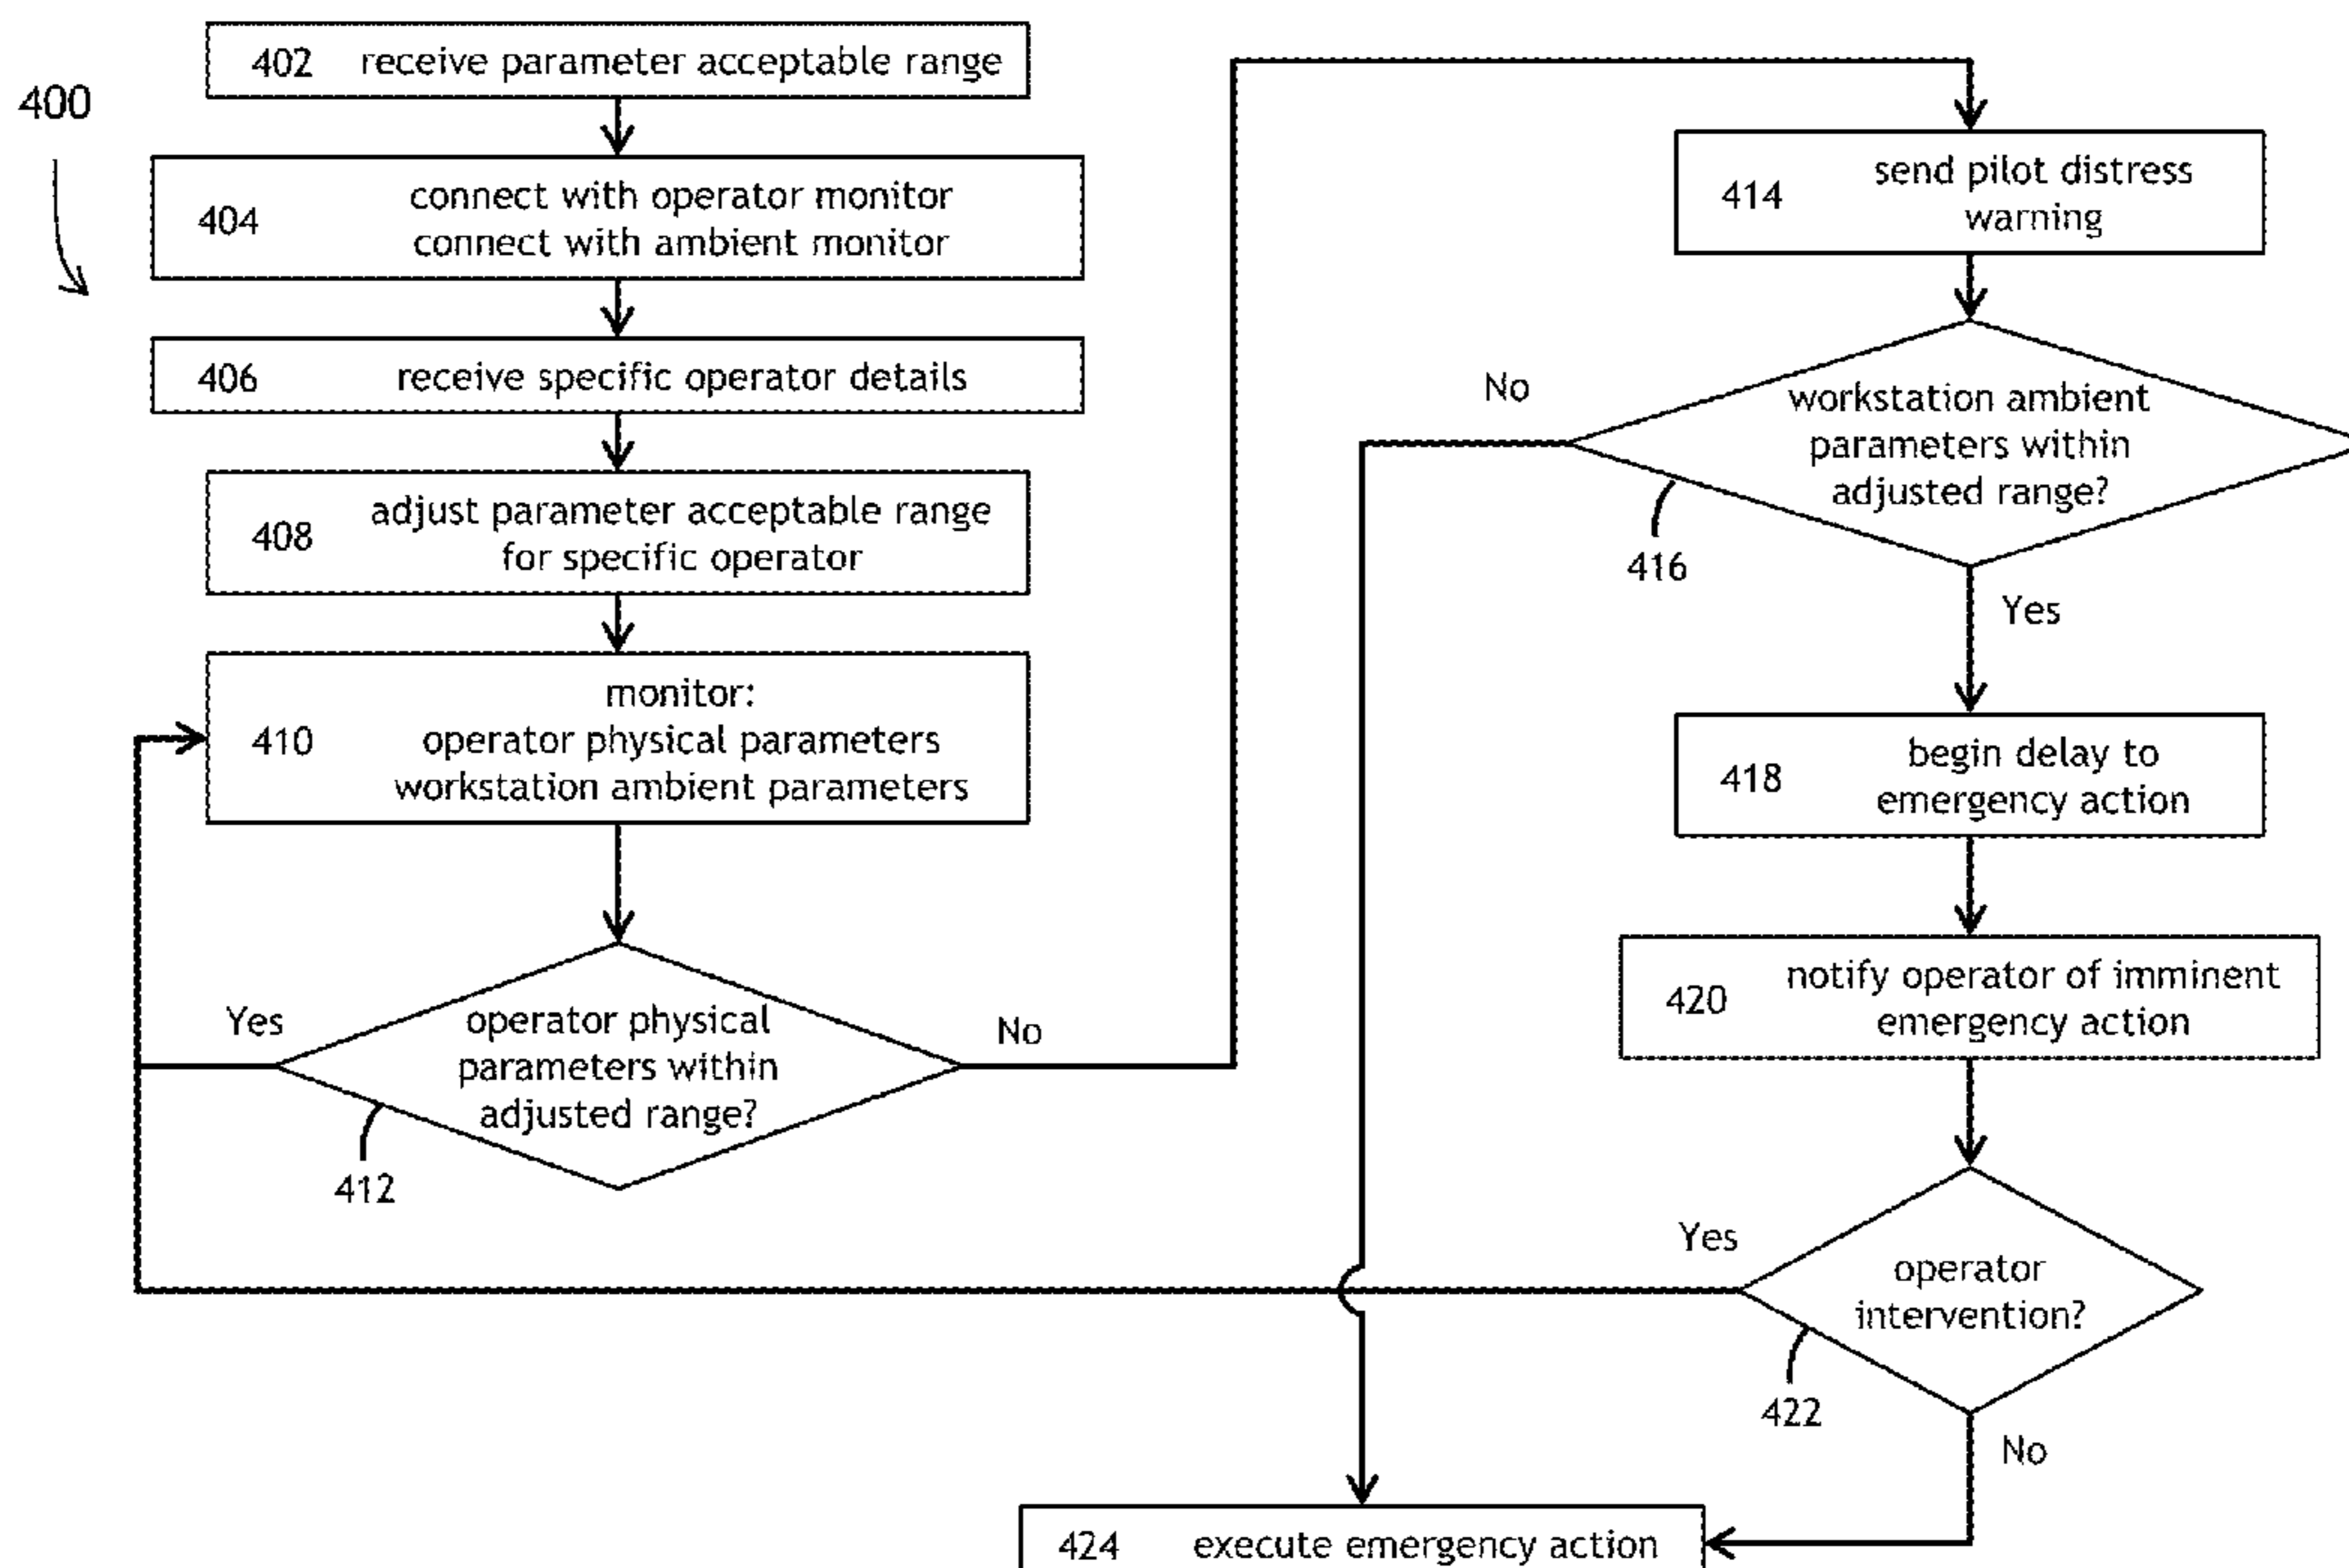 400
402 receive parameter acceptable range
404
connect with operator monitor
connect with ambient monitor
406 receive specific operator details
408
adjust parameter acceptable range
for specific operator
410
monitor:
operator physical parameters
workstation ambient parameters
Yes
operator physical
parameters within
adjusted range?
No
412
414
send pilot distress
warning
No
workstation ambient
parameters within
adjusted range?
416
Yes
418
begin delay to
emergency action
420
notify operator of imminent
emergency action
Yes
operator
intervention?
422
No
424 execute emergency action